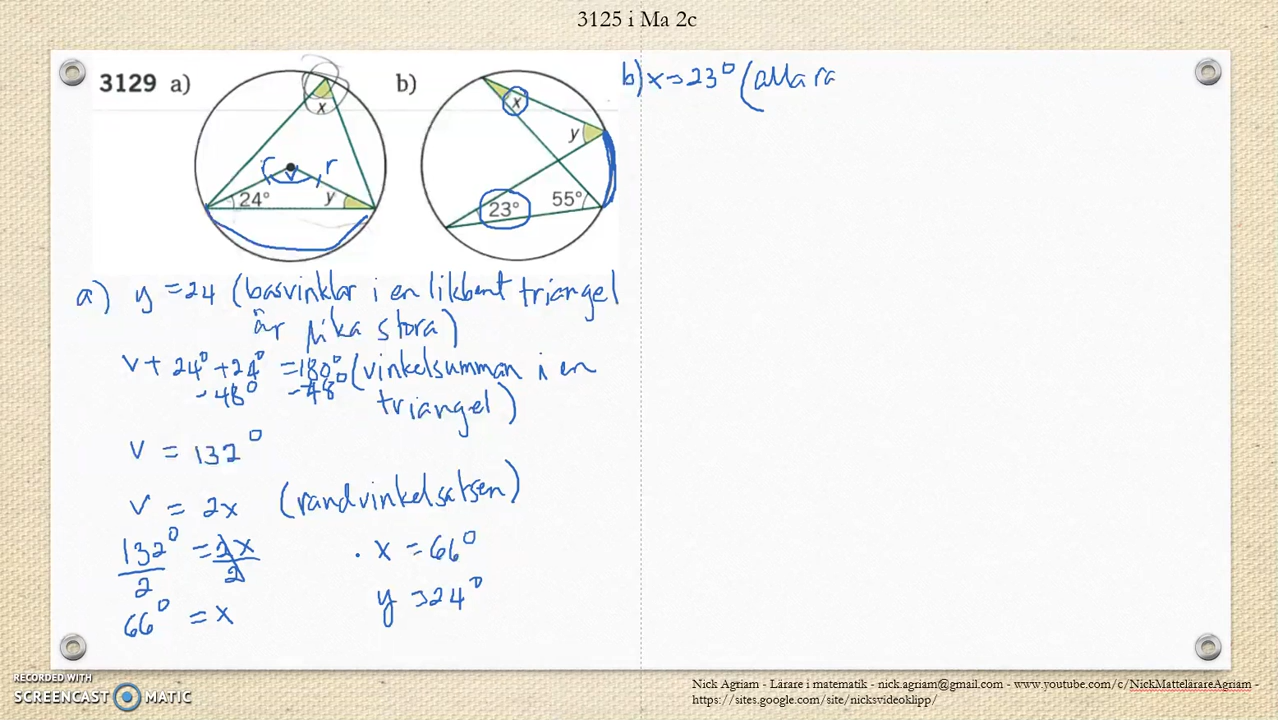 3125 i Ma 2c
3129 a)
x
v
r
24°
y
b)
x
y
23°
55°
a) y = 24 (basvinklar i en likbent triangel
är lika stora)
v + 24° + 24° = 180° (vinkelsumman i en
- 48° - 48° triangel)
v = 132°
v = 2x (randvinkelsatsen)
132° = 2x
2 2
66° = x
. x = 66°
y = 24°
b) x = 23° (alla ra
RECORDED WITH
SCREENCAST MATIC
Nick Agriam - Lärare i matematik - nick.agriam@gmail.com - www.youtube.com/c/NickMattelärareAgriam -
https://sites.google.com/site/nicksvideoklipp/